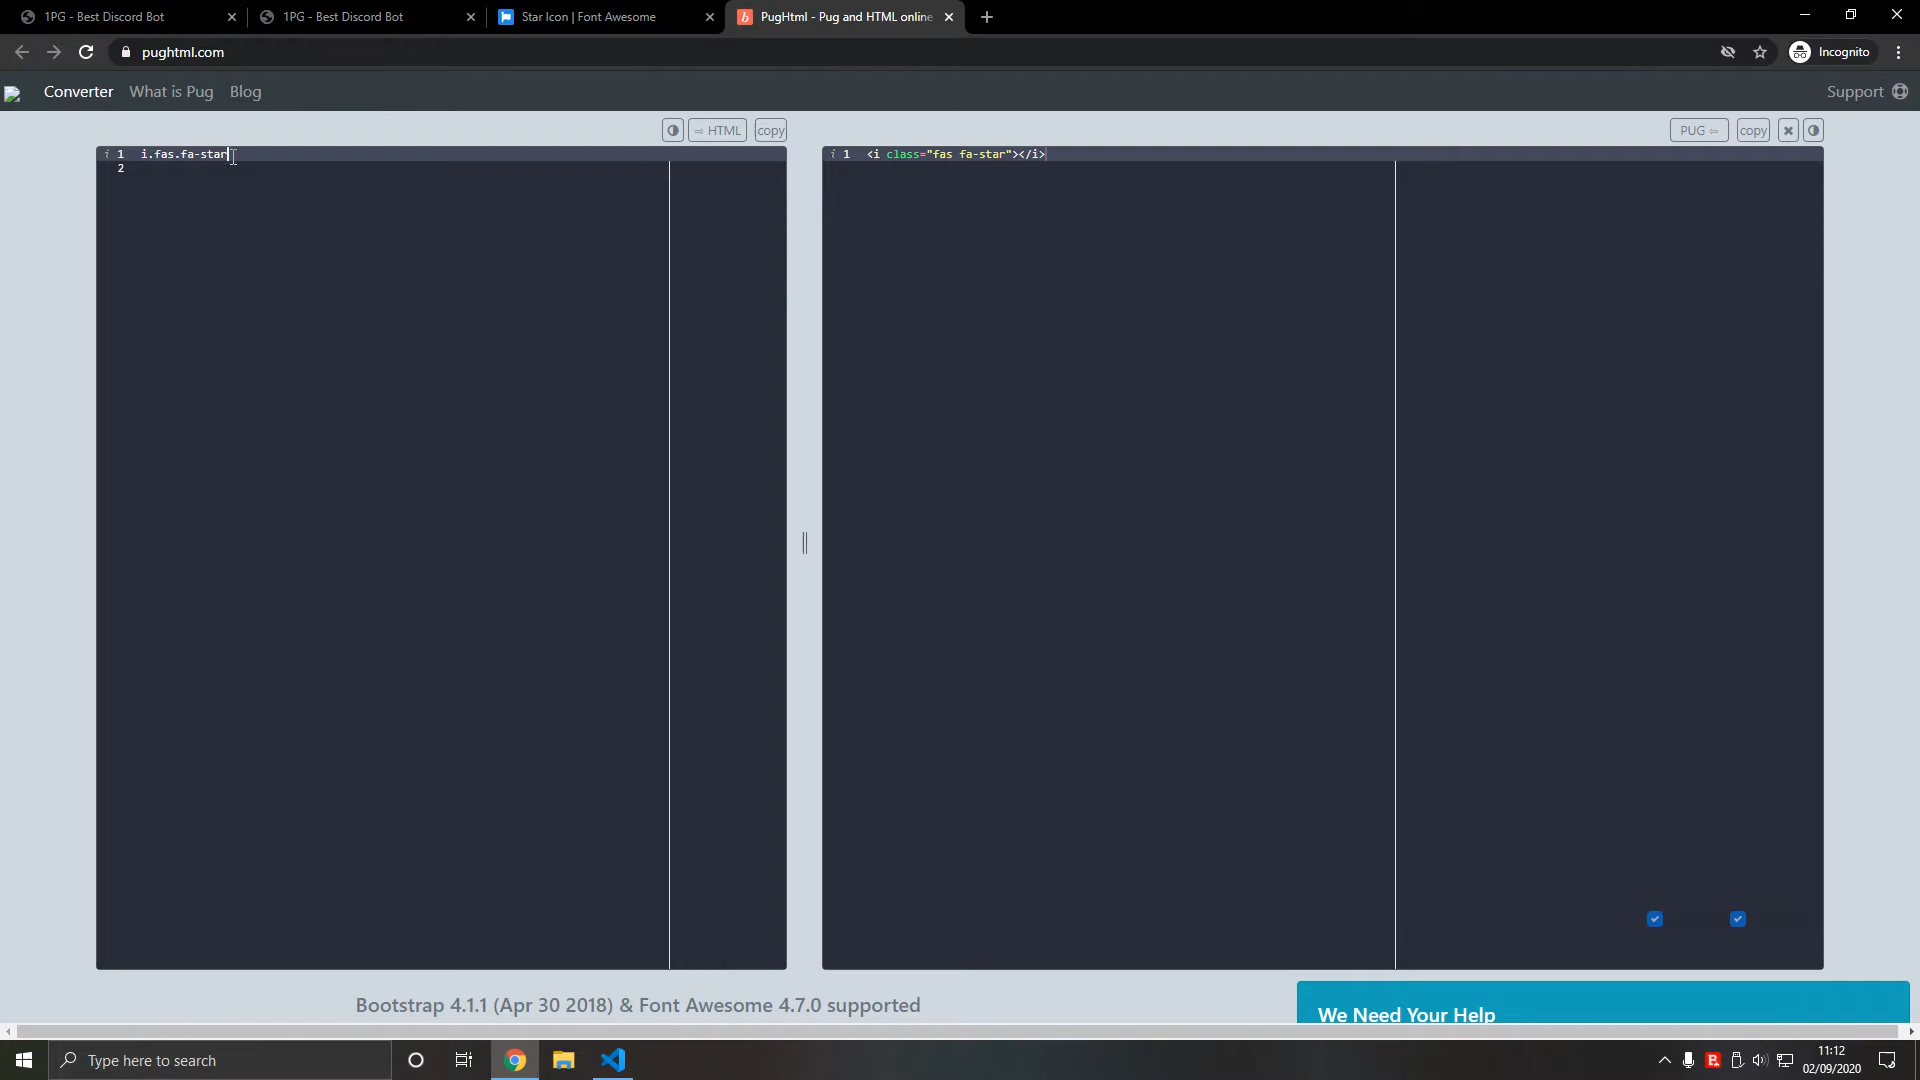 1PG - Best Discord Bot
1PG - Best Discord Bot
Star Icon | Font Awesome
PugHtml - Pug and HTML online
pughtml.com
Incognito
Converter
What is Pug
Blog
Support
⇨ HTML
copy
PUG ⇦
copy
i 1 i.fas.fa-star
2
i 1 <i class="fas fa-star"></i>
Bootstrap 4.1.1 (Apr 30 2018) & Font Awesome 4.7.0 supported
We Need Your Help
Type here to search
11:12
02/09/2020